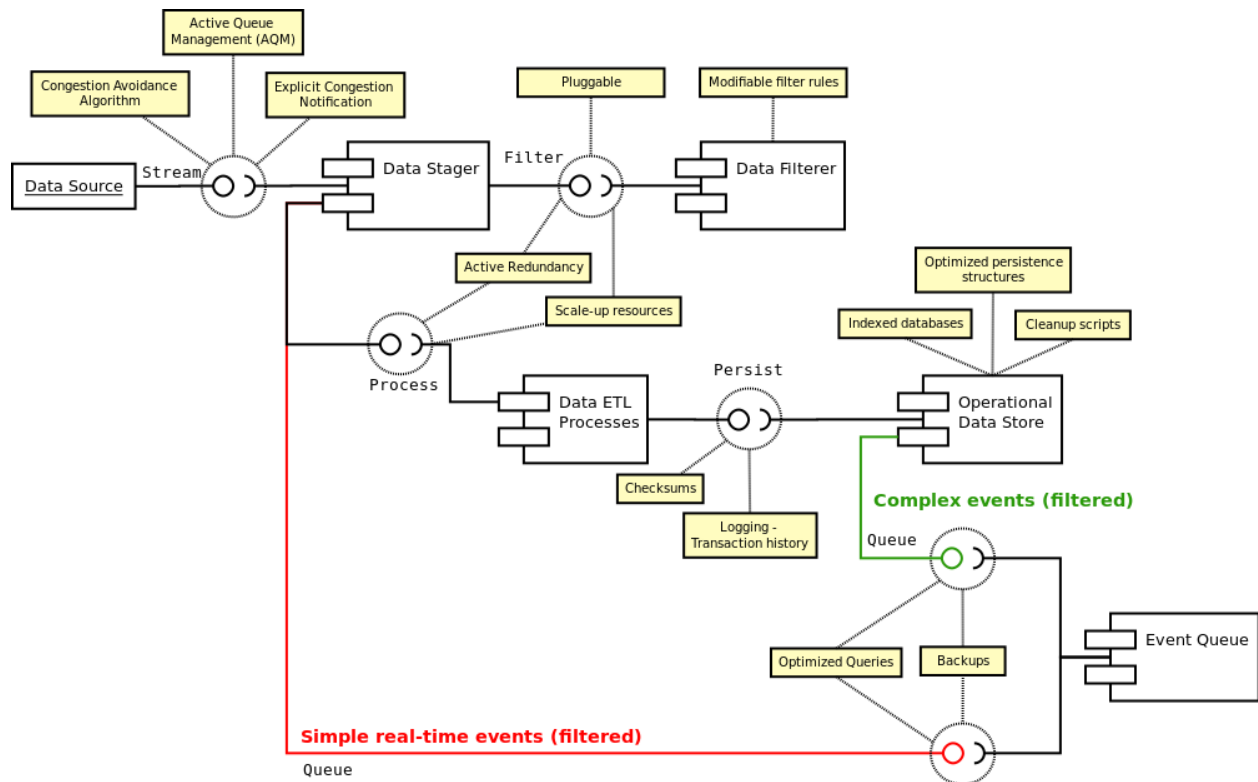 Active Queue
Management (AQM)
Congestion Avoidance
Algorithm
Explicit Congestion
Notification
Pluggable
Modifiable filter rules
Stream
Data Source
Data Stager
Filter
Data Filterer
Active Redundancy
Scale-up resources
Optimized persistence
structures
Indexed databases
Cleanup scripts
Process
Persist
Data ETL
Processes
Operational
Data Store
Checksums
Logging -
Transaction history
Complex events (filtered)
Queue
Optimized Queries
Backups
Event Queue
Simple real-time events (filtered)
Queue